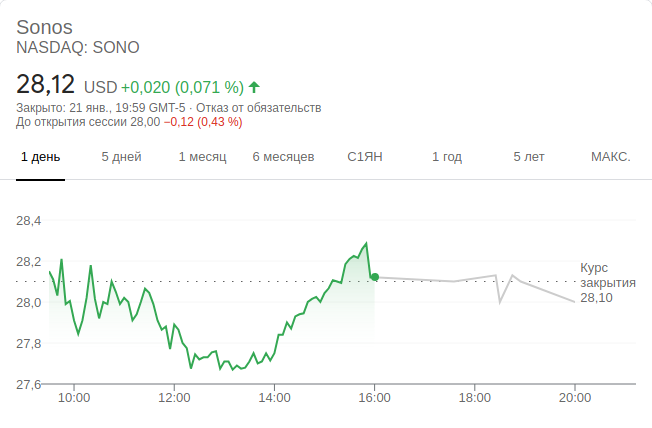 Sonos
NASDAQ: SONO
28,12 USD +0,020 (0,071 %)
Закрыто: 21 янв., 19:59 GMT-5 · Отказ от обязательств
До открытия сессии 28,00 −0,12 (0,43 %)
1 день 5 дней 1 месяц 6 месяцев С1ЯН 1 год 5 лет МАКС.
28,4
28,2
Курс
закрытия
28,10
28,0
27,8
27,6
10:00 12:00 14:00 16:00 18:00 20:00